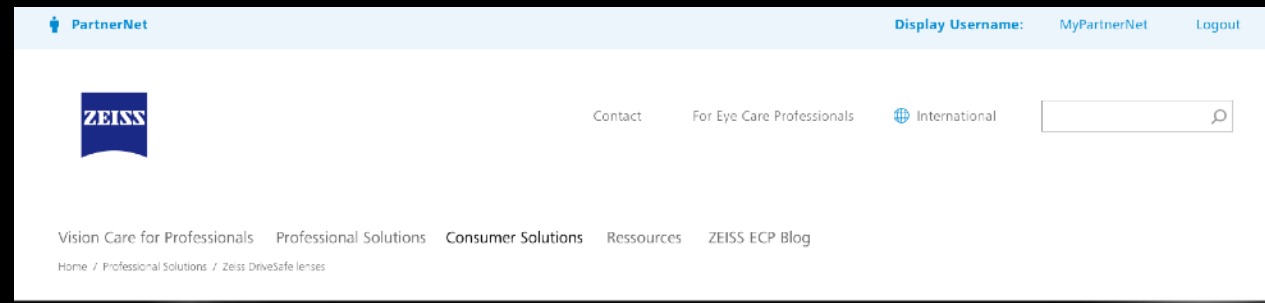 PartnerNet Display Username: MyPartnerNet Logout
ZEISS
Contact For Eye Care Professionals International
Vision Care for Professionals Professional Solutions Consumer Solutions Ressources ZEISS ECP Blog
Home / Professional Solutions / Zeiss DriveSafe lenses